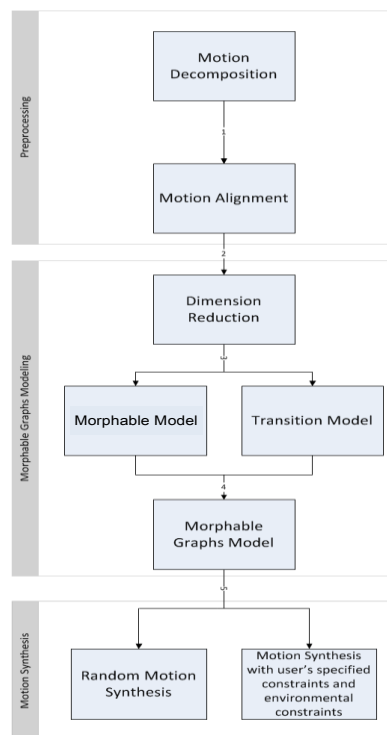 Preprocessing
Motion
Decomposition
1
Motion Alignment
2
Morphable Graphs Modeling
Dimension
Reduction
3
Morphable Model
Transition Model
4
Morphable
Graphs Model
5
Motion Synthesis
Random Motion
Synthesis
Motion Synthesis
with user's specified
constraints and
environmental
constraints